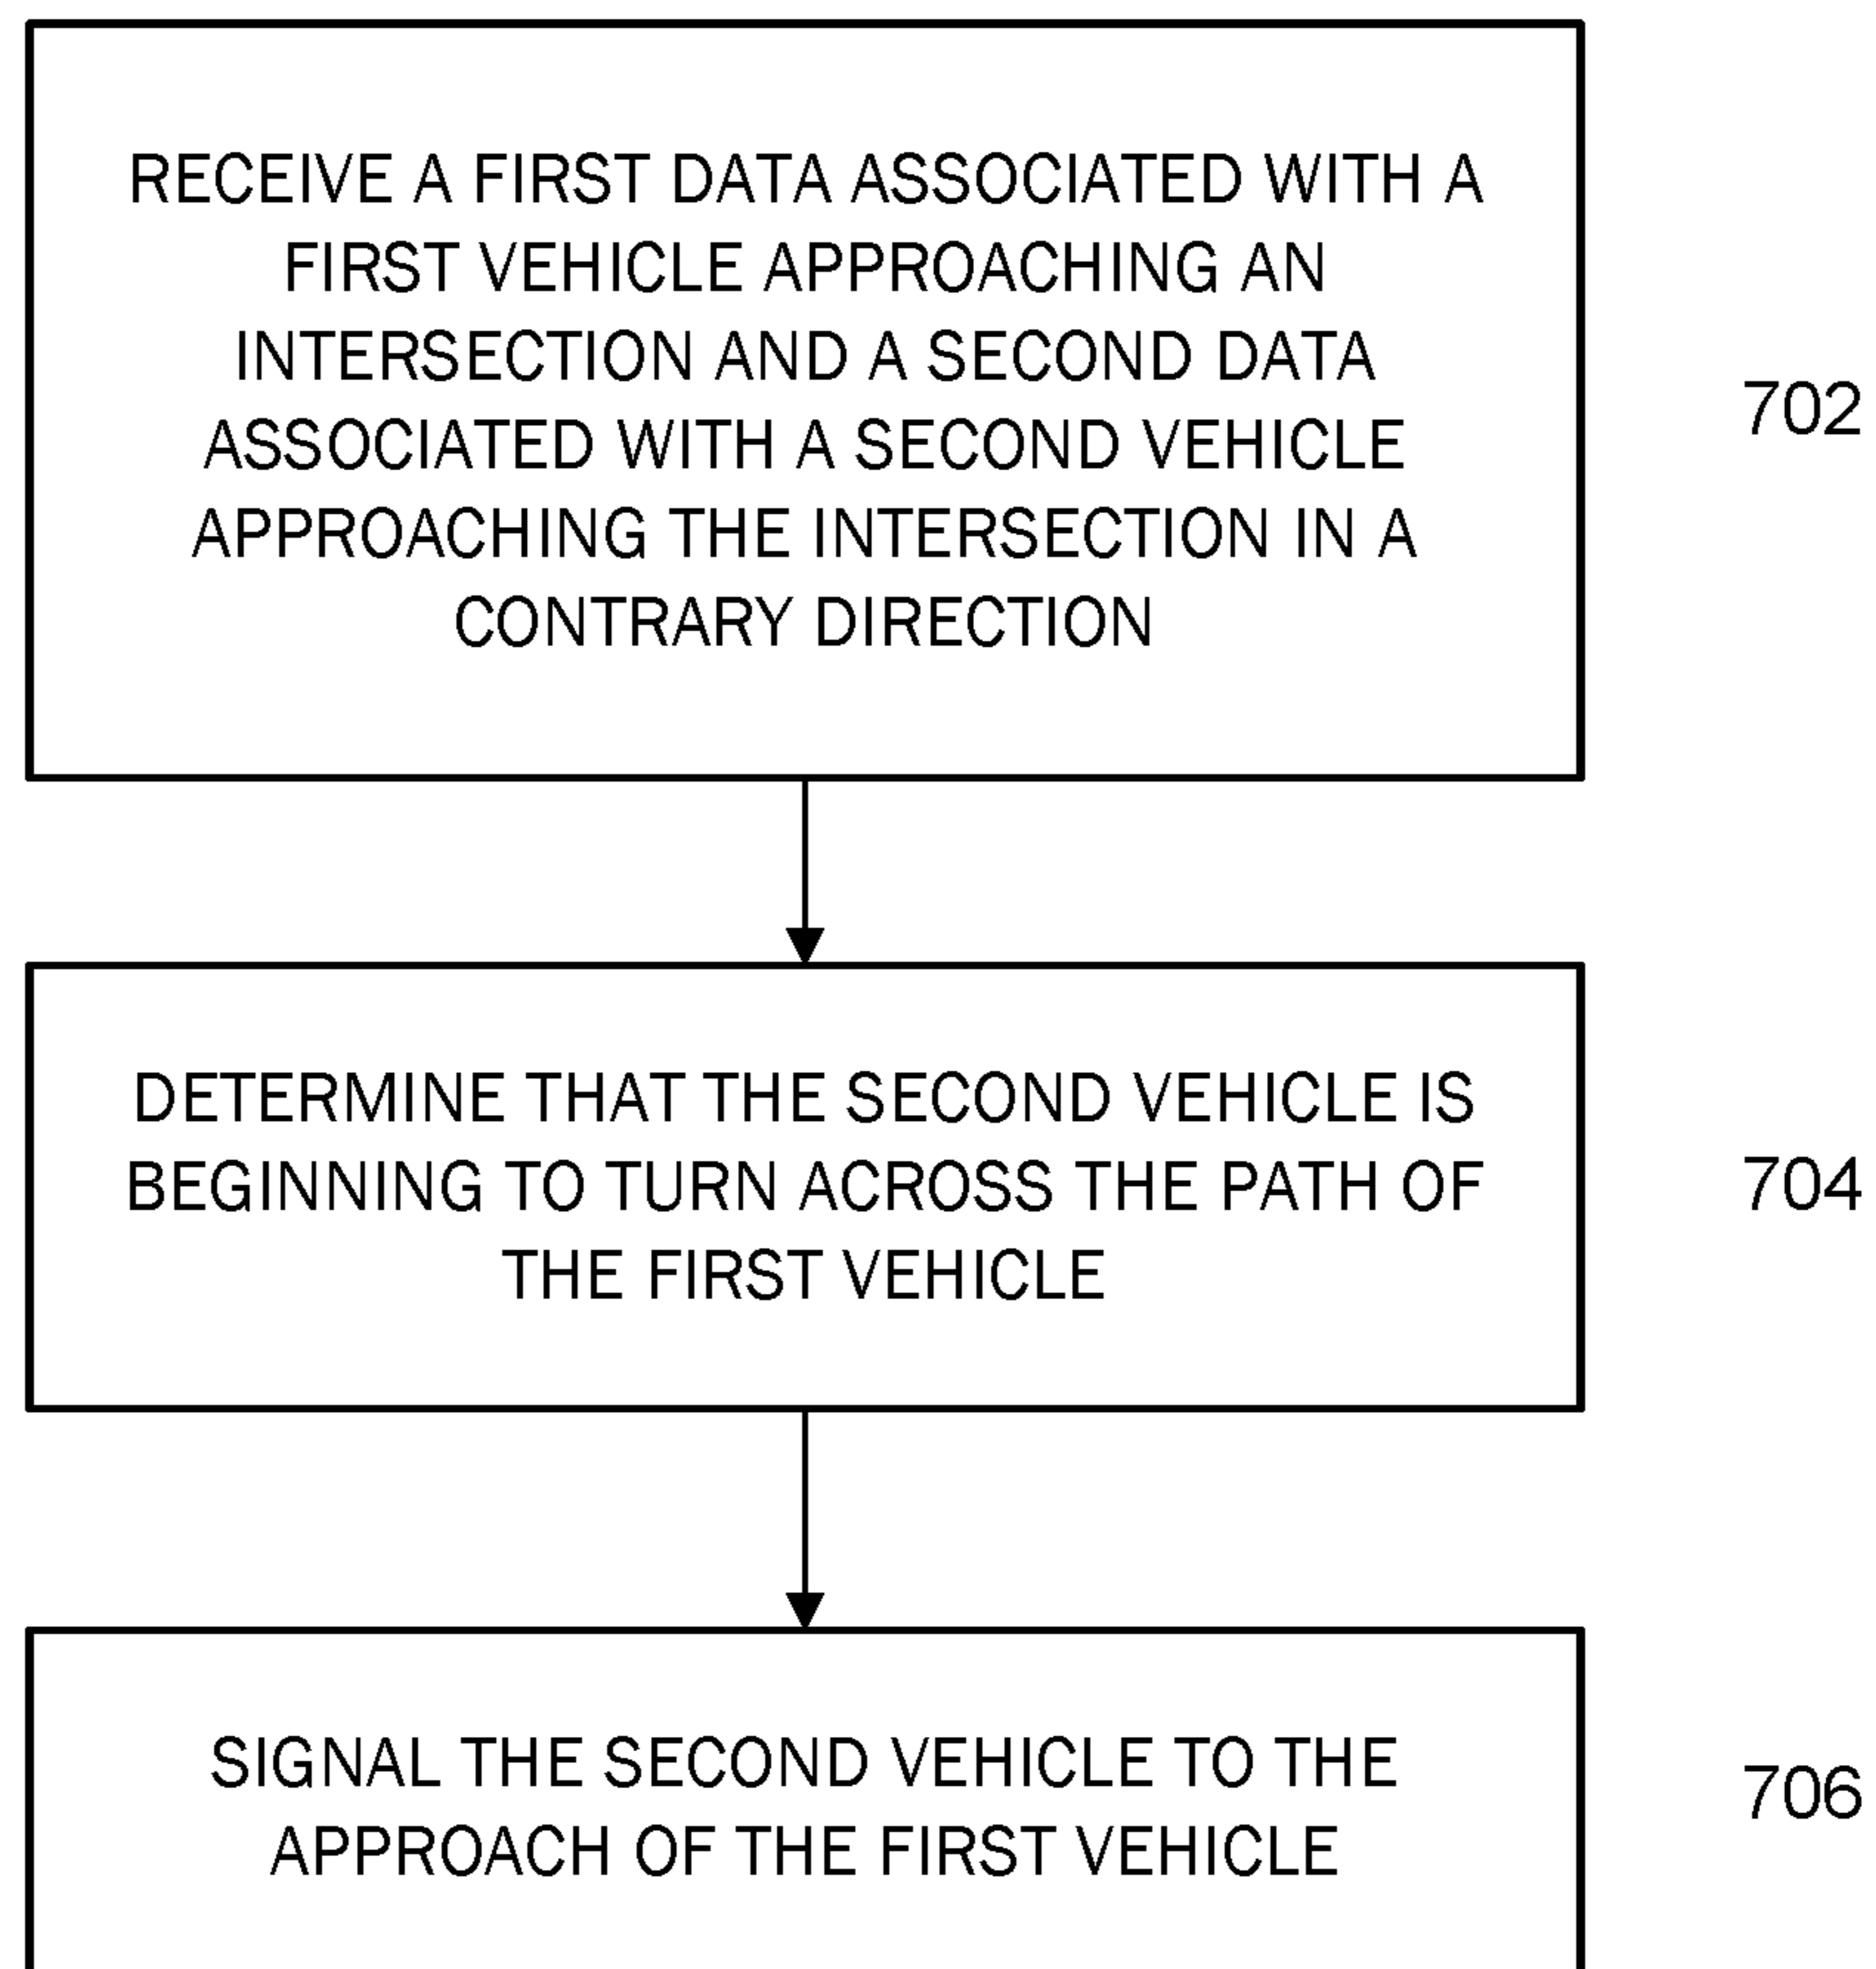 RECEIVE A FIRST DATA ASSOCIATED WITH A
FIRST VEHICLE APPROACHING AN
INTERSECTION AND A SECOND DATA
ASSOCIATED WITH A SECOND VEHICLE
APPROACHING THE INTERSECTION IN A
CONTRARY DIRECTION
702
DETERMINE THAT THE SECOND VEHICLE IS
BEGINNING TO TURN ACROSS THE PATH OF
THE FIRST VEHICLE
704
SIGNAL THE SECOND VEHICLE TO THE
APPROACH OF THE FIRST VEHICLE
706